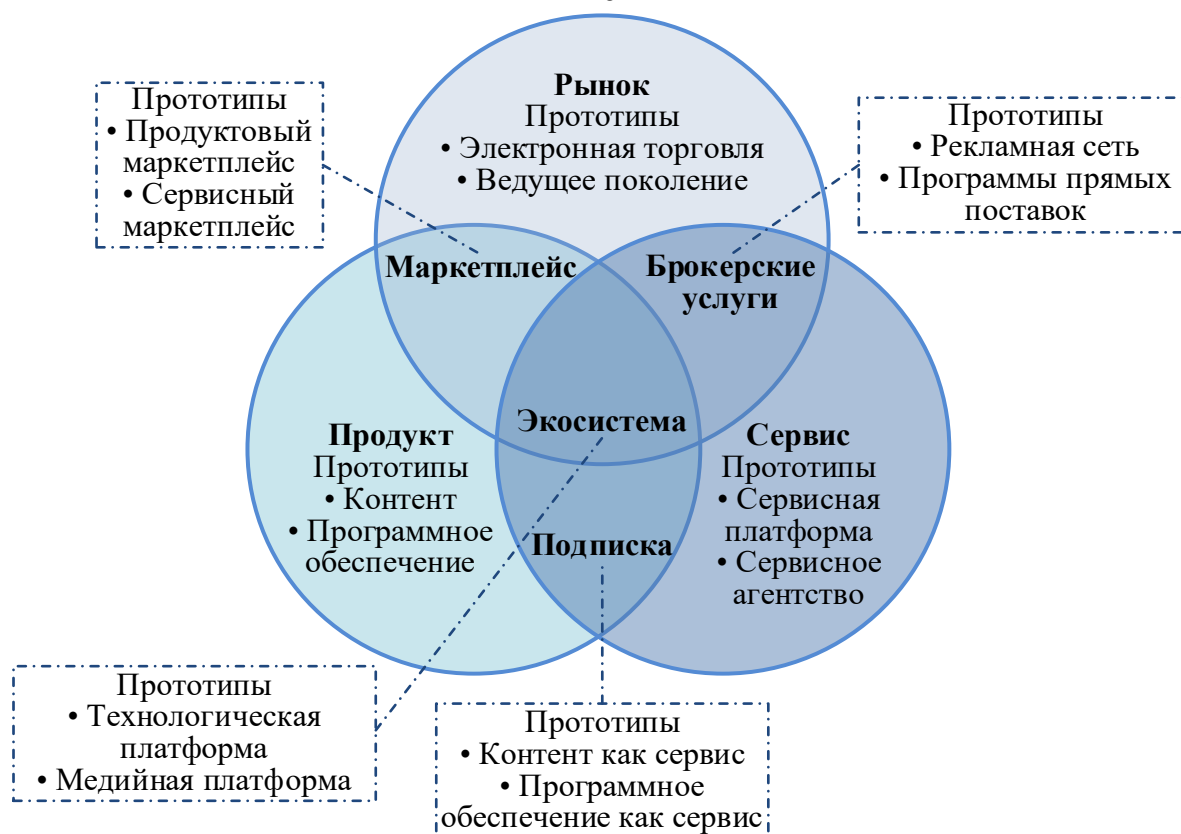 Рынок
Прототипы
• Электронная торговля
• Ведущее поколение
Прототипы
• Продуктовый
маркетплейс
• Сервисный
маркетплейс
Прототипы
• Рекламная сеть
• Программы прямых
поставок
Маркетплейс
Брокерские
услуги
Экосистема
Продукт
Прототипы
• Контент
• Программное
обеспечение
Сервис
Прототипы
• Сервисная
платформа
• Сервисное
агентство
Подписка
Прототипы
• Технологическая
платформа
• Медийная платформа
Прототипы
• Контент как сервис
• Программное
обеспечение как сервис